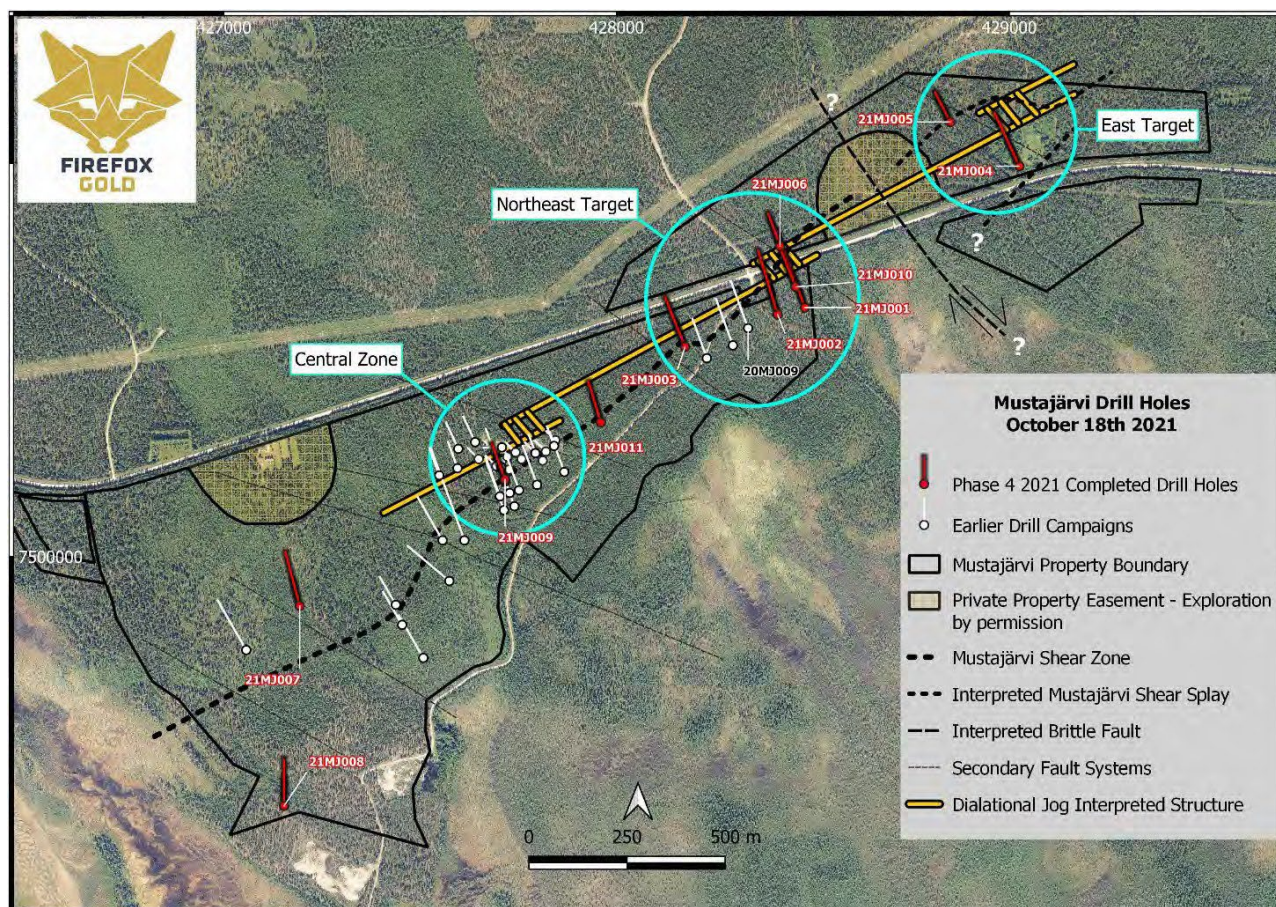 427000
428000
429000
FIREFOX
GOLD
?
21MJ005
East Target
21MJ004
21MJ006
Northeast Target
?
21MJ010
21MJ001
Central Zone
21MJ002
21MJ003
20MJ009
?
21MJ011
21MJ009
7500000
21MJ007
21MJ008
0
250
500 m
Mustajärvi Drill Holes
October 18th 2021
Phase 4 2021 Completed Drill Holes
Earlier Drill Campaigns
Mustajärvi Property Boundary
Private Property Easement - Exploration
by permission
Mustajärvi Shear Zone
Interpreted Mustajärvi Shear Splay
Interpreted Brittle Fault
Secondary Fault Systems
Dialational Jog Interpreted Structure